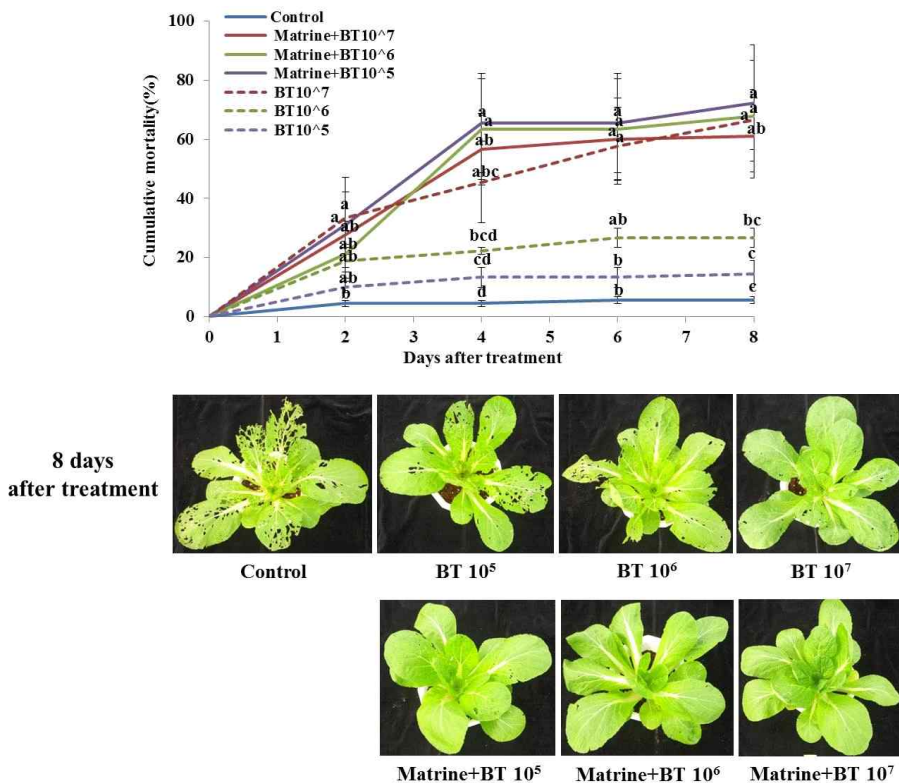 Control
Matrine+BT10^7
Matrine+BT10^6
Matrine+BT10^5
BT10^7
BT10^6
BT10^5
Cumulative mortality(%)
100
80
60
40
20
0
a
a
ab
ab
ab
ab
b
a
a
ab
abc
bcd
cd
d
a
a
a
a
ab
b
b
a
a
a
ab
bc
c
c
0 1 2 3 4 5 6 7 8
Days after treatment
8 days
after treatment
Control BT 10⁵ BT 10⁶ BT 10⁷
Matrine+BT 10⁵ Matrine+BT 10⁶ Matrine+BT 10⁷